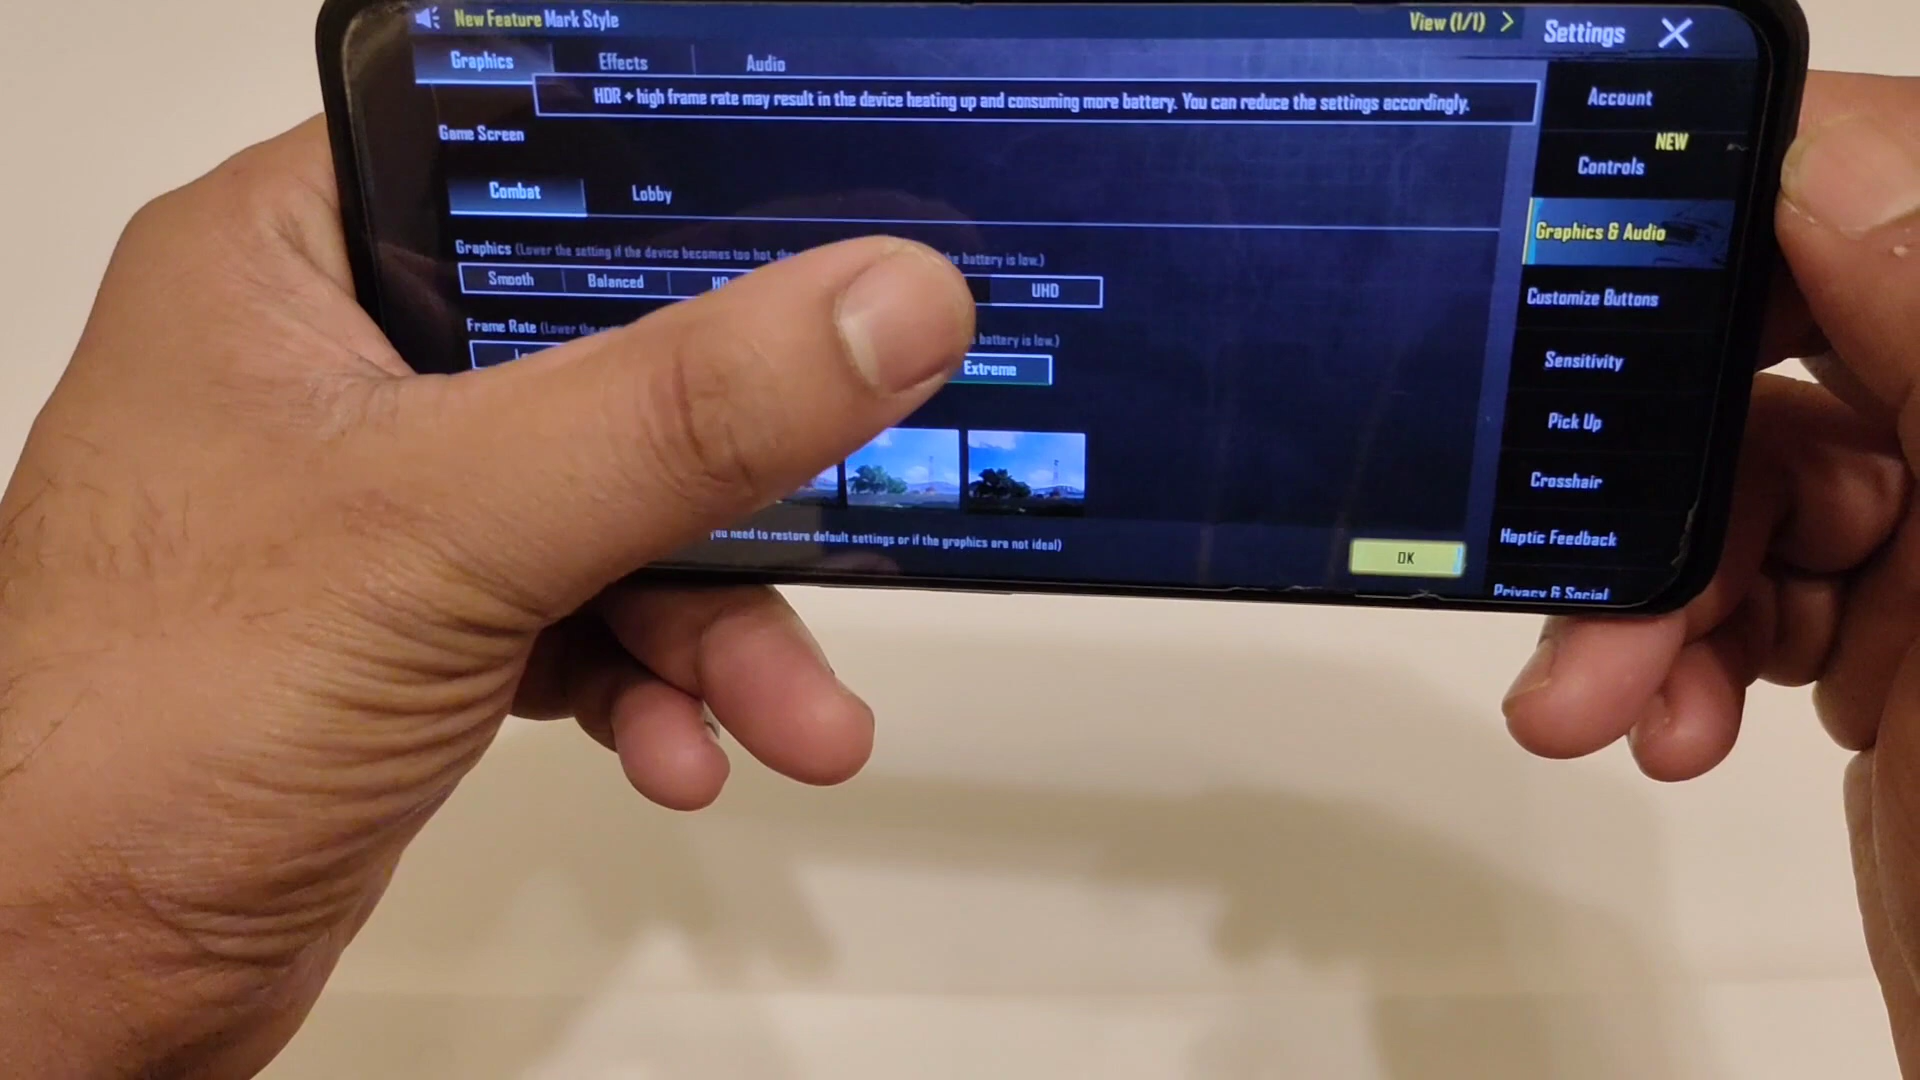 New Feature Mark Style
View (1/1) >
Settings X
Graphics
Effects
Audio
HDR + high frame rate may result in the device heating up and consuming more battery. You can reduce the settings accordingly.
Account
Game Screen
NEW
Controls
Combat
Lobby
Graphics & Audio
Graphics (Lower the setting if the device becomes too hot, battery is low.)
Smooth
Balanced
UHD
Customize Buttons
Frame Rate (Lower the battery is low.)
Extreme
Sensitivity
Pick Up
Crosshair
you need to restore default settings or if the graphics are not ideal)
OK
Haptic Feedback
Privacy & Social